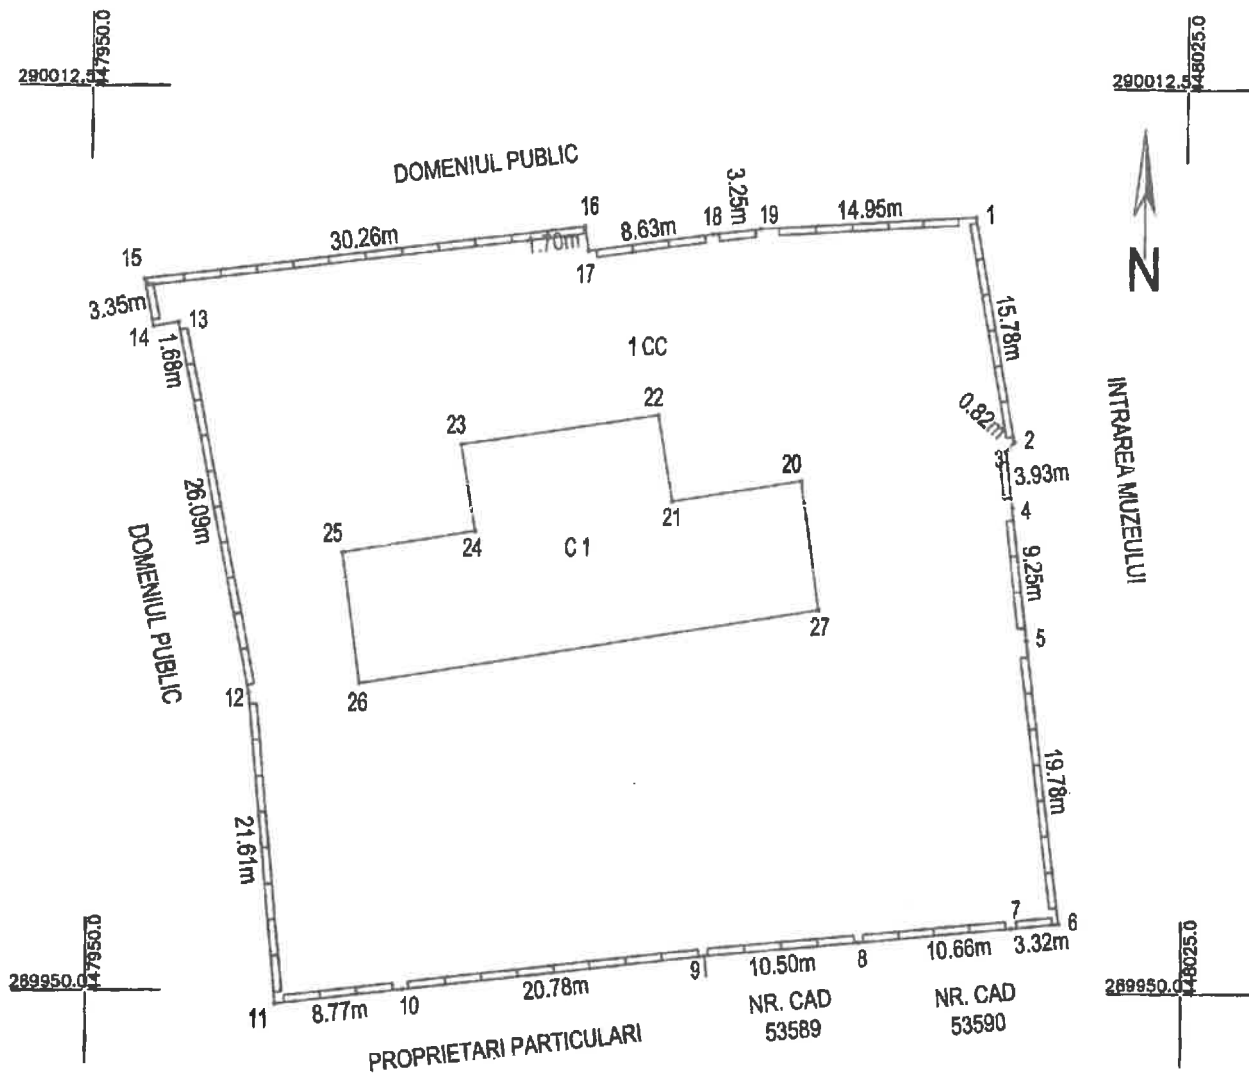 447950.0
290012.5
448025.0
290012.5
DOMENIUL PUBLIC
16
3.25m
14.95m
1
30.26m
1.70m
8.63m
18
19
15
17
N
3.35m
14
13
1.68m
1 CC
15.78m
INTRAREA MUZEULUI
22
0.82m
2
23
3
3.93m
20
4
26.09m
21
25
24
C 1
9.25m
DOMENIUL PUBLIC
27
5
12
26
19.78m
21.61m
7
6
447950.0
289950.0
448025.0
289950.0
11
8.77m
10
20.78m
9
10.50m
8
10.66m
3.32m
NR. CAD
53589
NR. CAD
53590
PROPRIETARI PARTICULARI